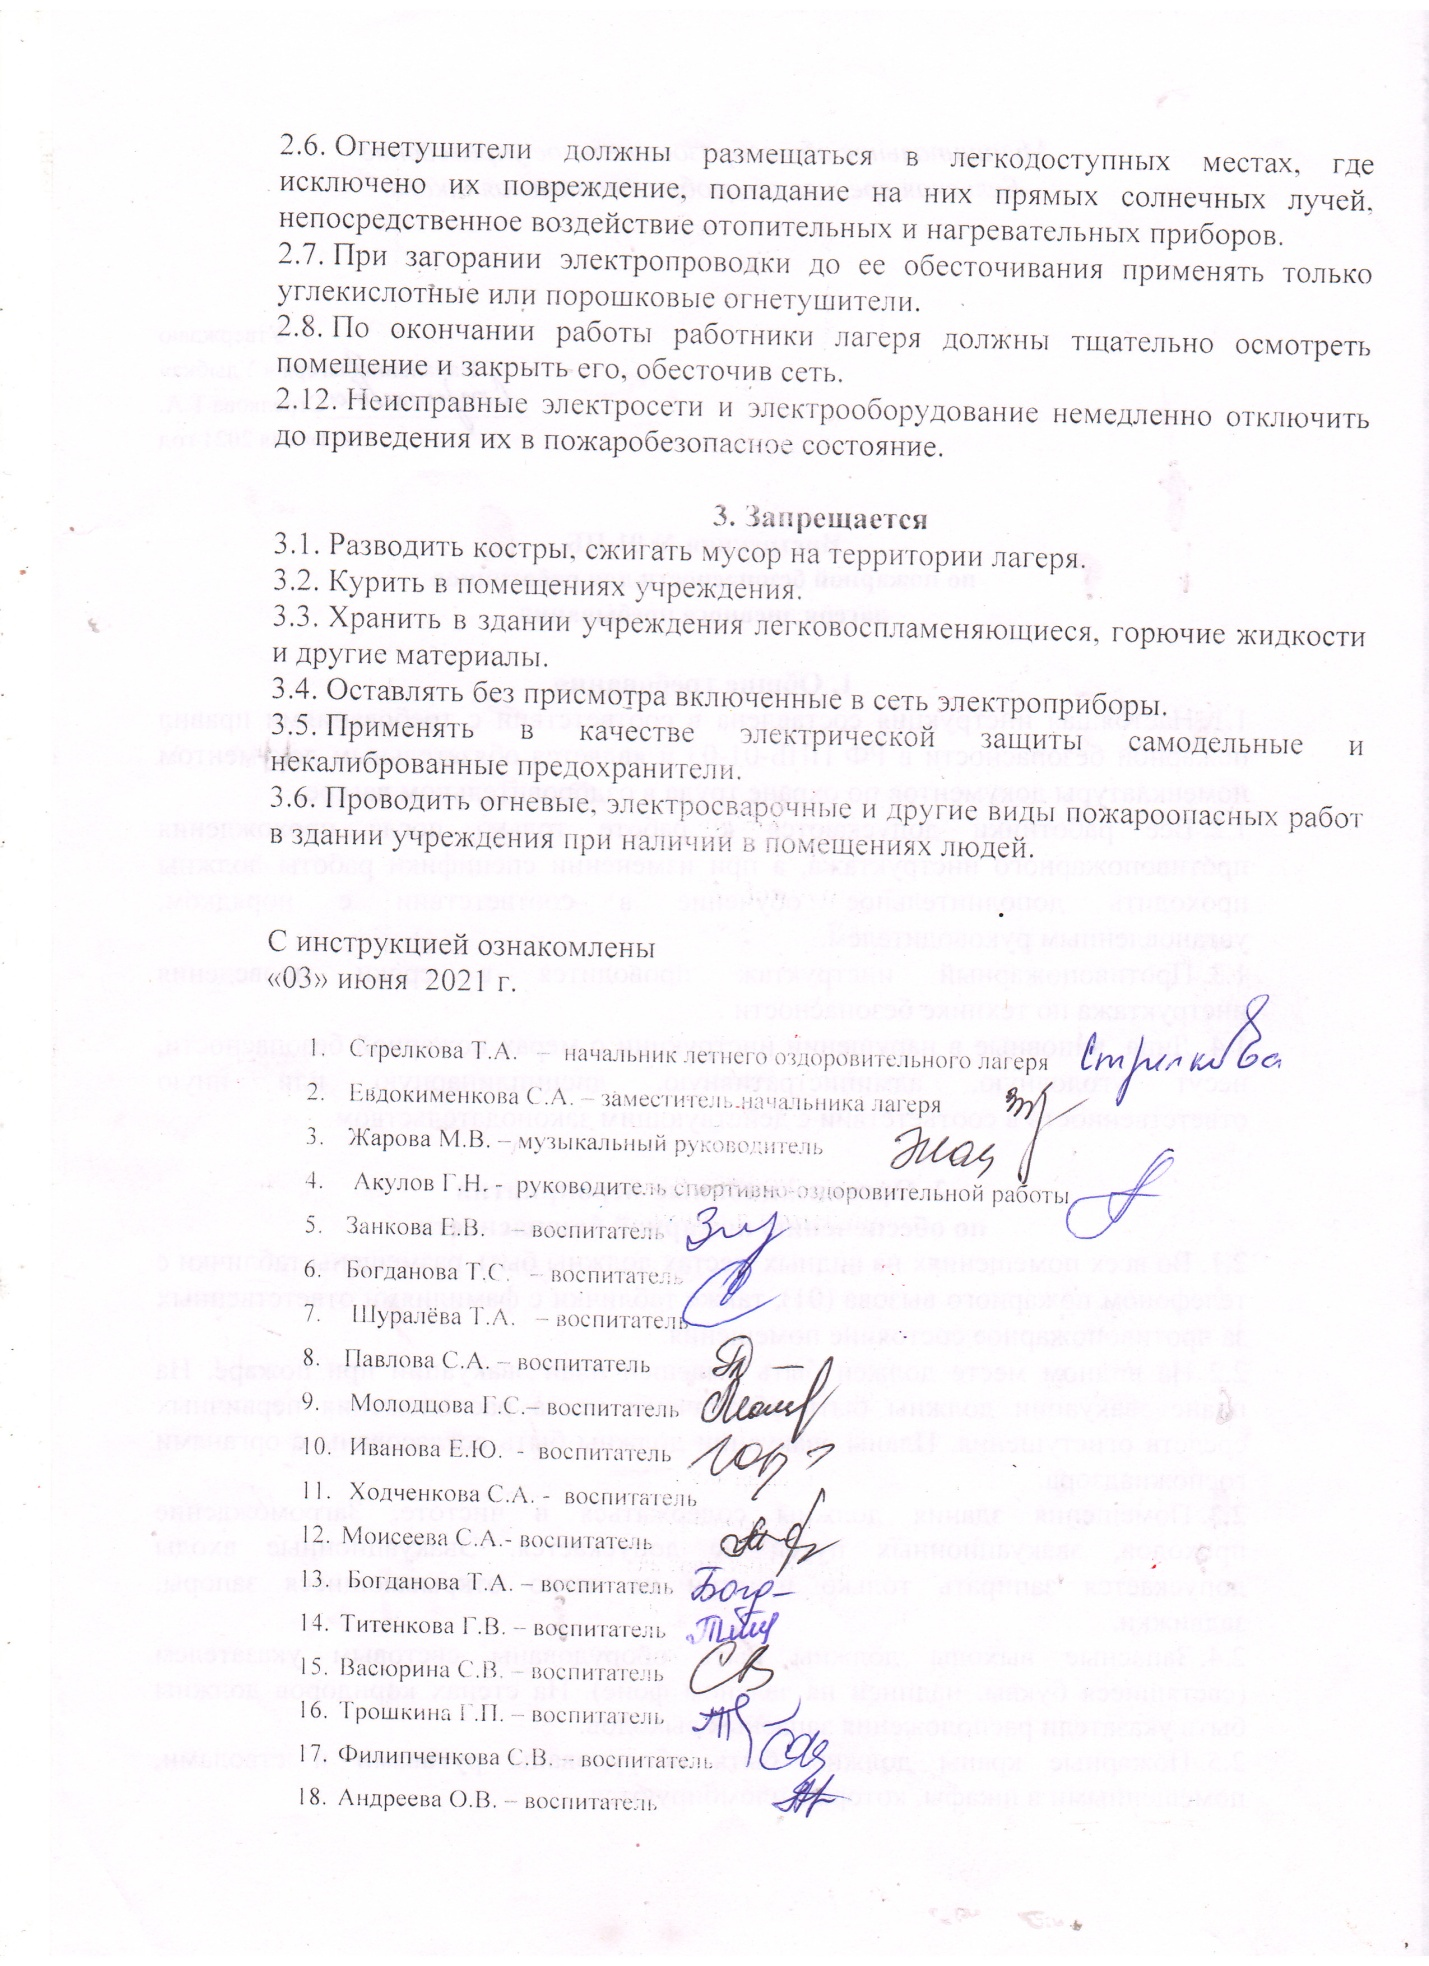 2.6. Огнетушители должны размещаться в легкодоступных местах, где
исключено их повреждение, попадание на них прямых солнечных лучей,
непосредственное воздействие отопительных и нагревательных приборов.
2.7. При загорании электропроводки до ее обесточивания применять только
углекислотные или порошковые огнетушители.
2.8. По окончании работы работники лагеря должны тщательно осмотреть
помещение и закрыть его, обесточив сеть.
2.12. Неисправные электросети и электрооборудование немедленно отключить
до приведения их в пожаробезопасное состояние.
3. Запрещается
3.1. Разводить костры, сжигать мусор на территории лагеря.
3.2. Курить в помещениях учреждения.
3.3. Хранить в здании учреждения легковоспламеняющиеся, горючие жидкости
и другие материалы.
3.4. Оставлять без присмотра включенные в сеть электроприборы.
3.5. Применять в качестве электрической защиты самодельные и
некалиброванные предохранители.
3.6. Проводить огневые, электросварочные и другие виды пожароопасных работ
в здании учреждения при наличии в помещениях людей.
С инструкцией ознакомлены
«03» июня 2021 г.
1. Стрелкова Т.А. – начальник летнего оздоровительного лагеря Стрелкова
2. Евдокименкова С.А. – заместитель начальника лагеря
3. Жарова М.В. – музыкальный руководитель
4. Акулов Г.Н. - руководитель спортивно-оздоровительной работы
5. Занкова Е.В. – воспитатель
6. Богданова Т.С. – воспитатель
7. Шуралёва Т.А. – воспитатель
8. Павлова С.А. – воспитатель
9. Молодцова Е.С. – воспитатель
10. Иванова Е.Ю. - воспитатель
11. Ходченкова С.А. - воспитатель
12. Моисеева С.А.- воспитатель
13. Богданова Т.А. – воспитатель Богд
14. Титенкова Г.В. – воспитатель
15. Васюрина С.В. – воспитатель
16. Трошкина Г.П. – воспитатель
17. Филипченкова С.В. – воспитатель
18. Андреева О.В. – воспитатель